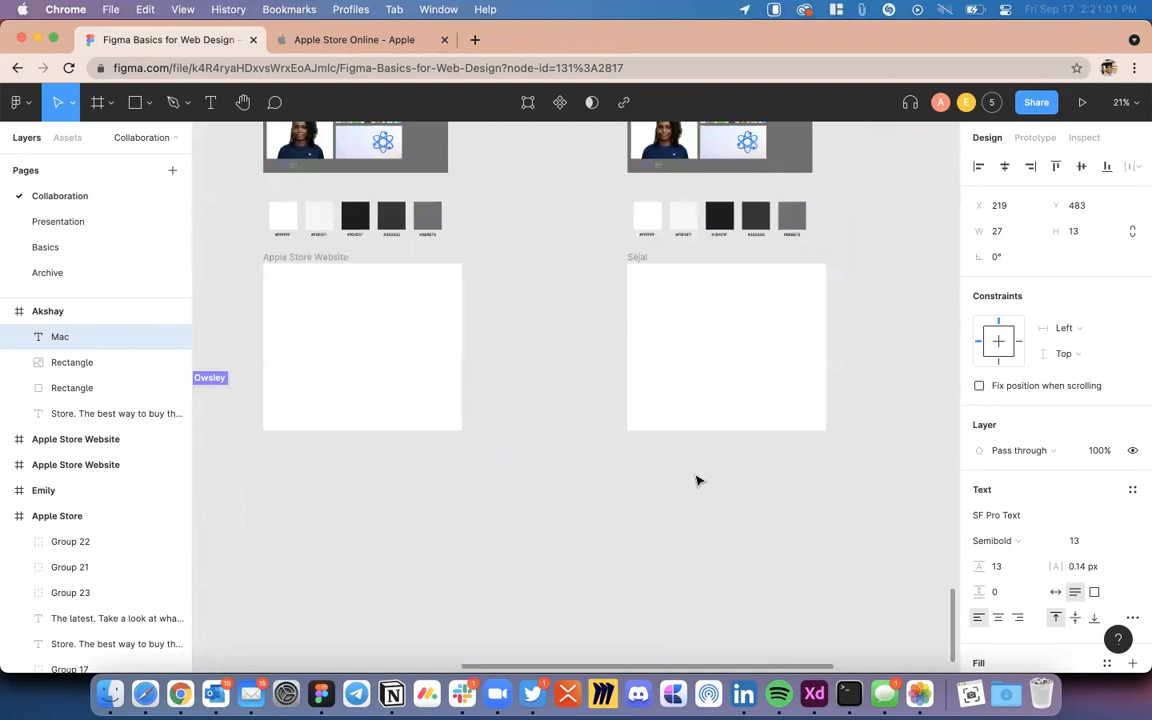 Chrome File Edit View History Bookmarks Profiles Tab Window Help Fri Sep 17 2:21:01 PM
Figma Basics for Web Design - Apple Store Online - Apple
figma.com/file/k4R4ryaHDxvsWrxEoAJmlc/Figma-Basics-for-Web-Design?node-id=131%3A2817
A E 5 Share 21%
Layers Assets Collaboration
Design Prototype Inspect
Pages
Collaboration
Presentation
Basics
Archive
Akshay
Mac
Rectangle
Rectangle
Store. The best way to buy th...
Apple Store Website
Apple Store Website
Emily
Apple Store
Group 22
Group 21
Group 23
The latest. Take a look at wha...
Store. The best way to buy th...
Group 17
Apple Store Website
Sejal
Owsley
X 219 Y 483
W 27 H 13
0°
Constraints
Left
Top
Fix position when scrolling
Layer
Pass through 100%
Text
SF Pro Text
Semibold 13
A 13 |A| 0.14 px
0
?
Fill